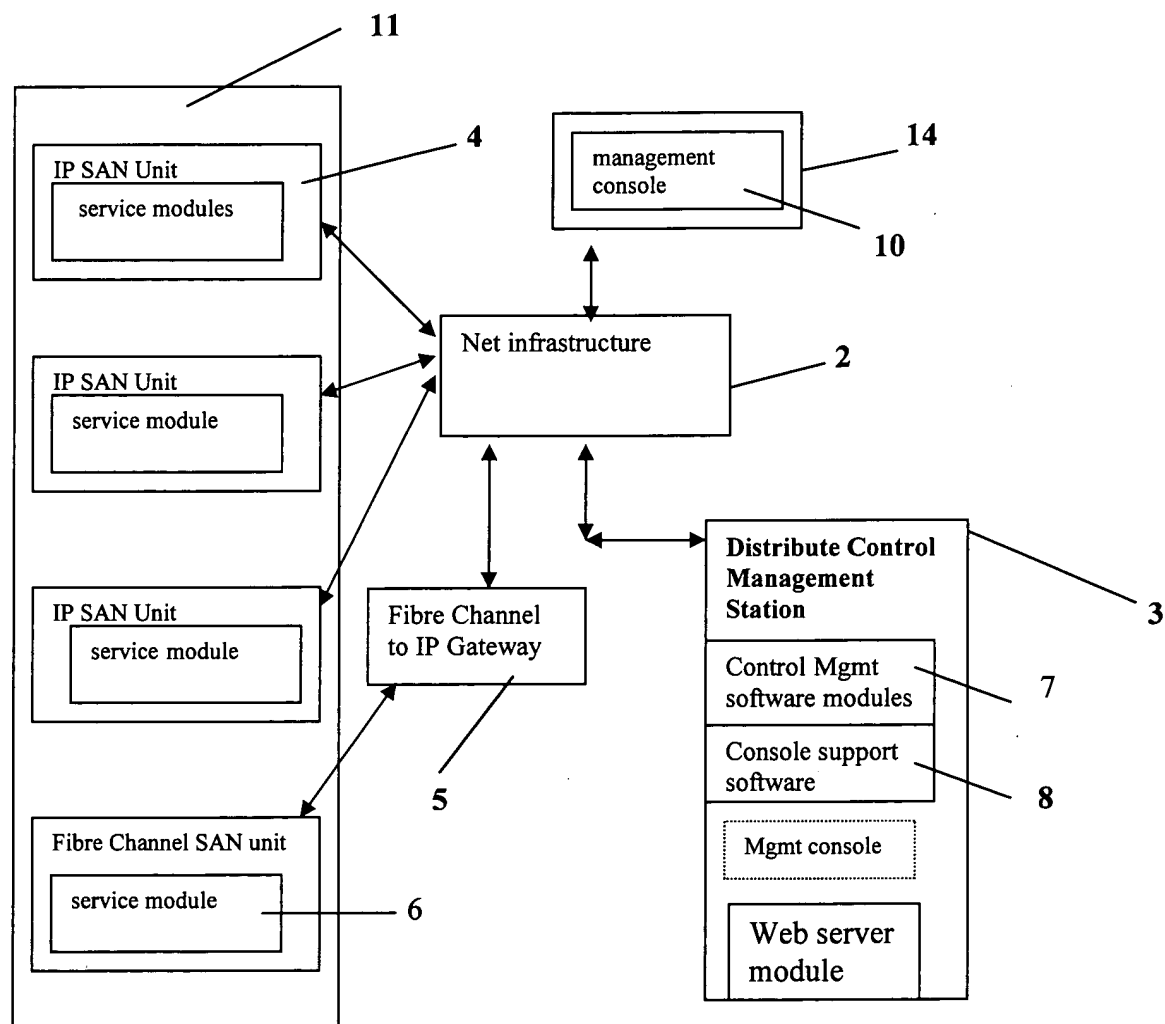 11
IP SAN Unit
service modules
4
management
console
14
10
Net infrastructure
2
IP SAN Unit
service module
IP SAN Unit
service module
Fibre Channel
to IP Gateway
5
Distribute Control
Management
Station
3
Control Mgmt
software modules
7
Console support
software
8
Mgmt console
Web server
module
Fibre Channel SAN unit
service module
6